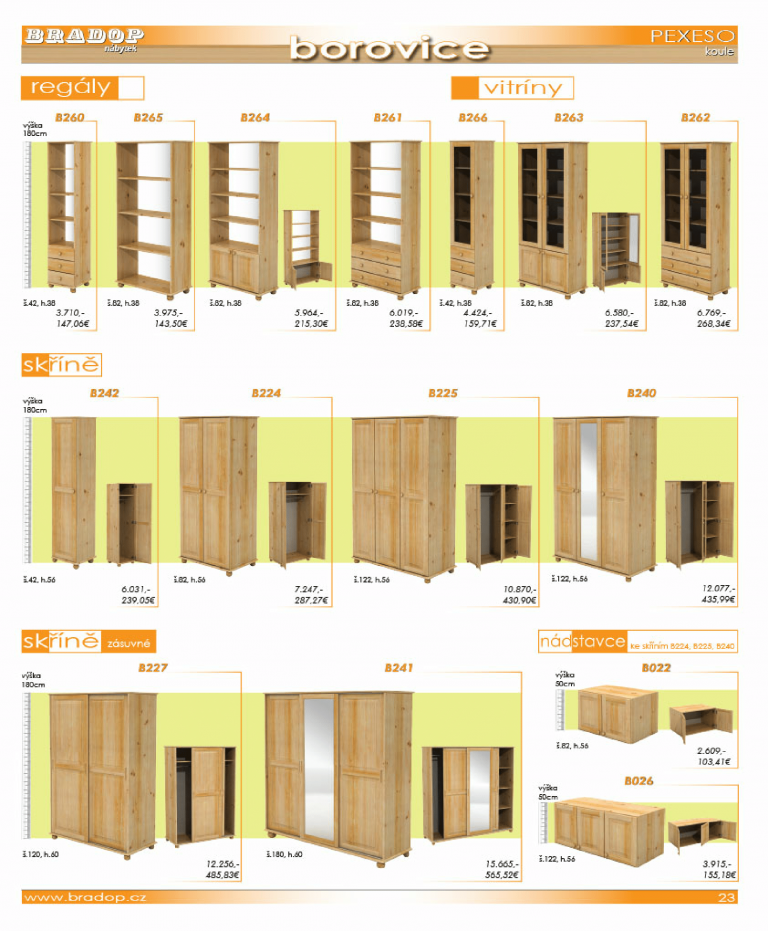 BRADOP
nábytek
borovice
PEXESO
koule
regály
vitríny
B260
B265
B264
B261
B266
B263
B262
výška
180cm
š.42, h.38
š.82, h.38
š.82, h.38
š.82, h.38
š.42, h.38
š.82, h.38
š.82, h.38
3.710,-
147,06€
3.975,-
143,50€
5.964,-
215,30€
6.019,-
238,58€
4.424,-
159,71€
6.580,-
237,54€
6.769,-
268,34€
skříně
B242
B224
B225
B240
výška
180cm
š.42, h.56
š.82, h.56
š.122, h.56
š.122, h.56
6.031,-
239,05€
7.247,-
287,27€
10.870,-
430,90€
12.077,-
435,99€
skříně zásuvné
B227
B241
výška
180cm
š.120, h.60
š.180, h.60
12.256,-
485,83€
15.665,-
565,52€
nádstavce ke skříním B224, B225, B240
B022
výška
50cm
š.82, h.56
2.609,-
103,41€
B026
výška
50cm
š.122, h.56
3.915,-
155,18€
www.bradop.cz
23